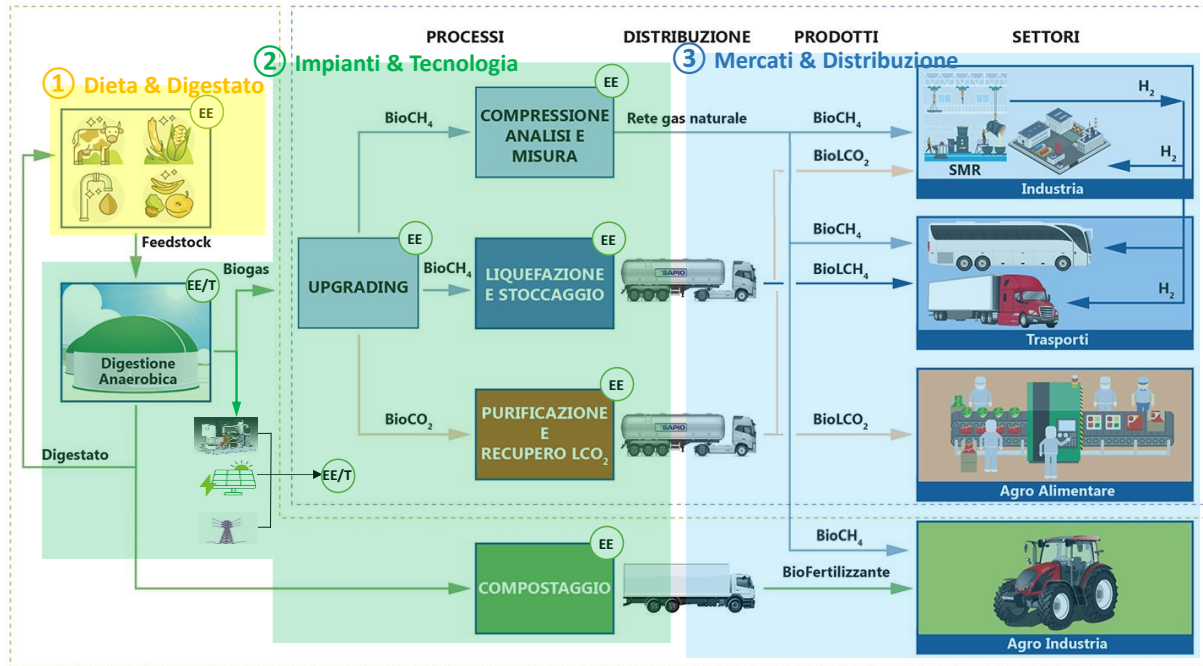 PROCESSI
DISTRIBUZIONE
PRODOTTI
SETTORI
① Dieta & Digestato
② Impianti & Tecnologia
③ Mercati & Distribuzione
EE
Feedstock
EE/T
Biogas
Digestione
Anaerobica
Digestato
EE/T
UPGRADING
EE
BioCH₄
BioCH₄
BioCO₂
COMPRESSIONE
ANALISI E
MISURA
EE
LIQUEFAZIONE
E STOCCAGGIO
EE
PURIFICAZIONE
E
RECUPERO LCO₂
EE
COMPOSTAGGIO
EE
Rete gas naturale
SAPIO
SAPIO
BioCH₄
BioLCO₂
BioCH₄
BioLCH₄
BioLCO₂
BioCH₄
BioFertilizzante
SMR
H₂
H₂
Industria
H₂
Trasporti
Agro Alimentare
Agro Industria